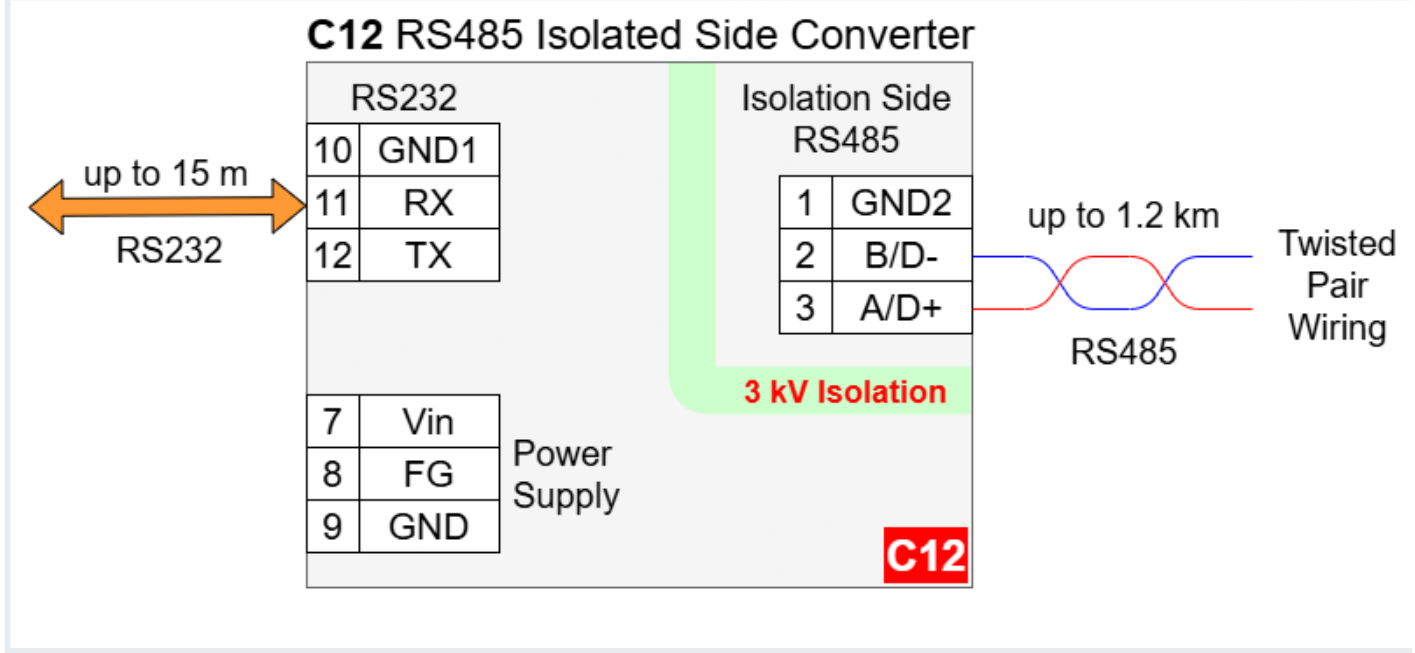 C12 RS485 Isolated Side Converter
RS232
10 GND1
11 RX
12 TX
up to 15 m
RS232
Isolation Side
RS485
1 GND2
2 B/D-
3 A/D+
up to 1.2 km
RS485
Twisted
Pair
Wiring
3 kV Isolation
7 Vin
8 FG
9 GND
Power
Supply
C12